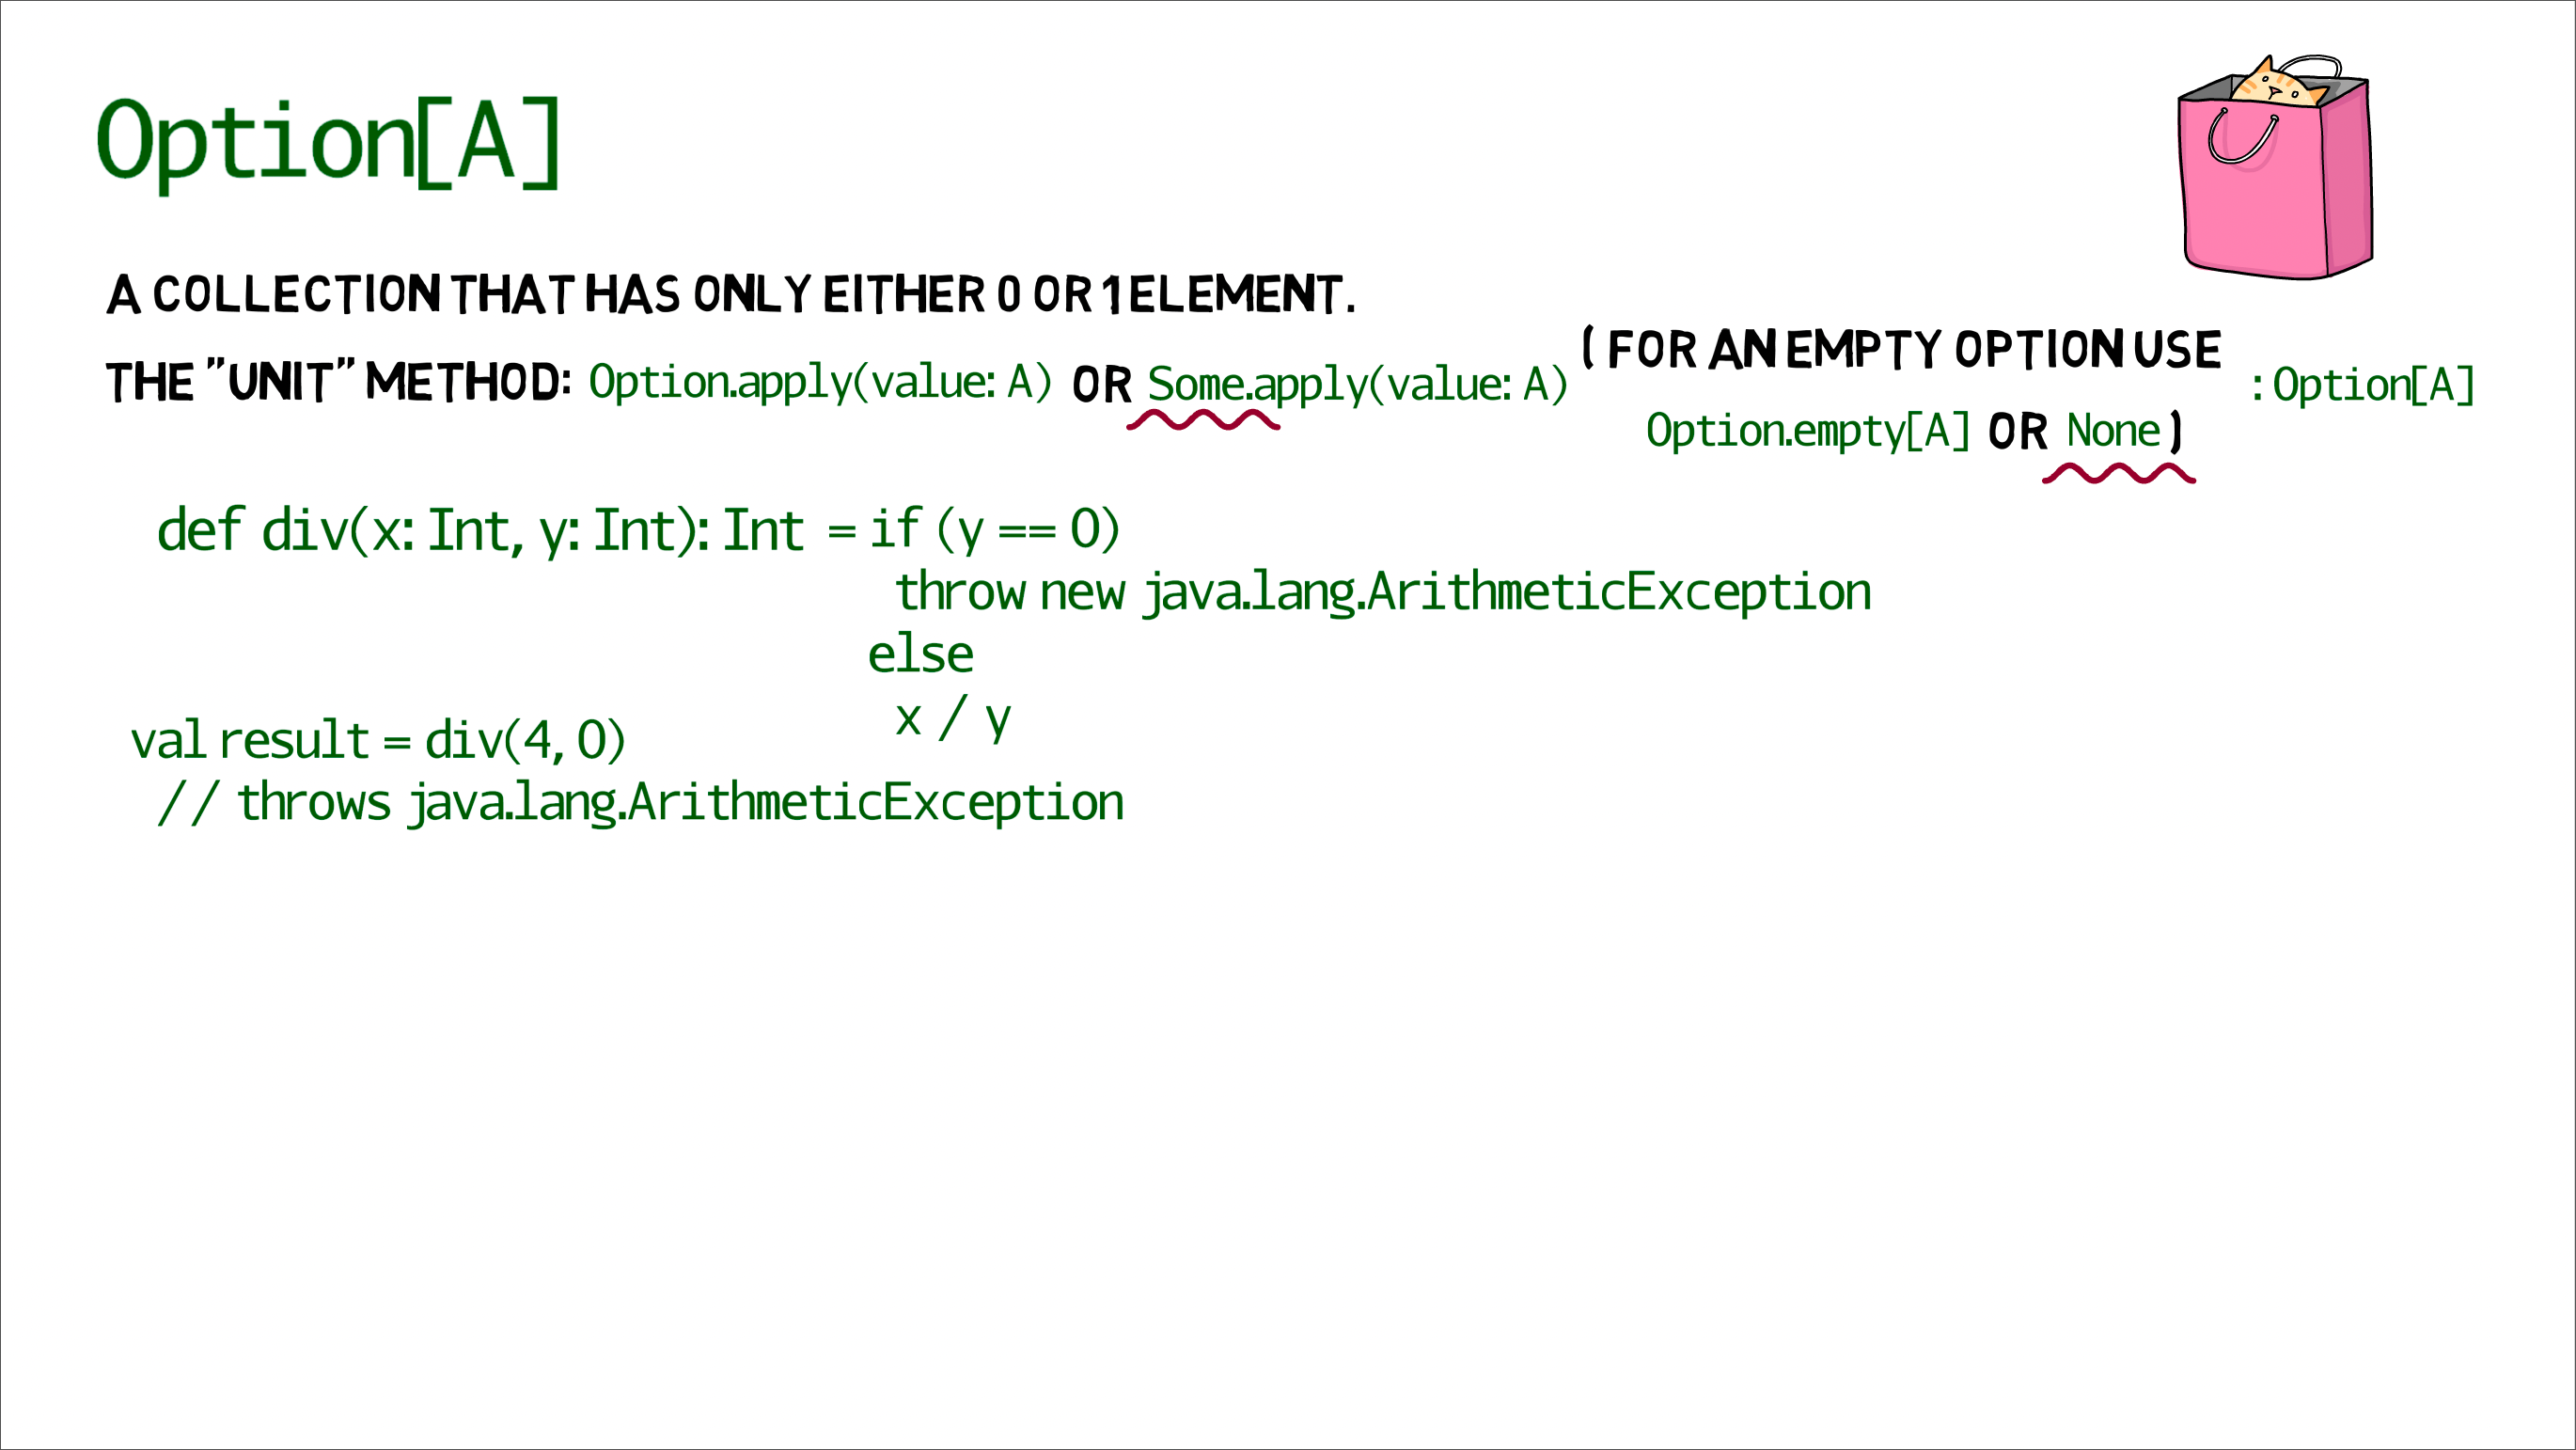 Option[A]
A COLLECTION THAT HAS ONLY EITHER 0 OR 1 ELEMENT.
THE "UNIT" METHOD: Option.apply(value: A) OR Some.apply(value: A) ( FOR AN EMPTY OPTION USE
Option.empty[A] OR None ) : Option[A]
def div(x: Int, y: Int): Int = if (y == 0)
throw new java.lang.ArithmeticException
else
x / y
val result = div(4, 0)
// throws java.lang.ArithmeticException